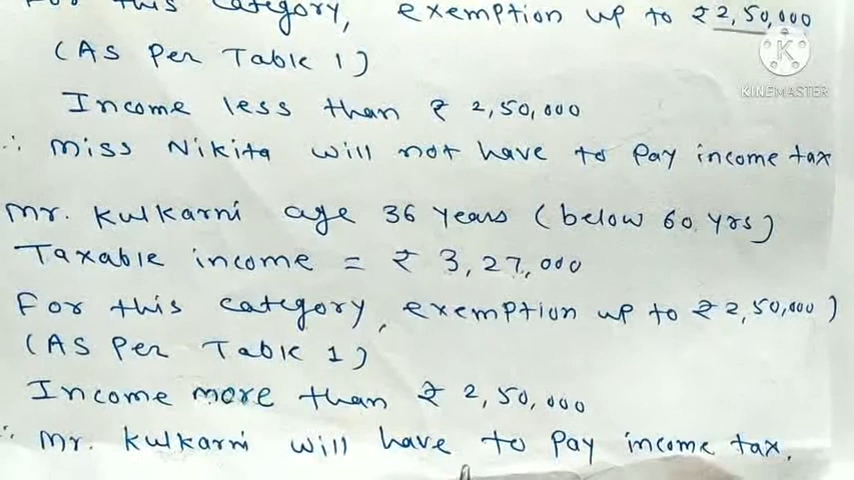 For this category, exemption up to ₹ 2,50,000
(AS Per Table 1)
Income less than ₹ 2,50,000
∴ Miss Nikita will not have to pay income tax
Mr. Kulkarni age 36 years (below 60 yrs)
Taxable income = ₹ 3,27,000
For this category, exemption up to ₹ 2,50,000)
(AS Per Table 1)
Income more than ₹ 2,50,000
∴ Mr. Kulkarni will have to pay income tax.
K
KINEMASTER